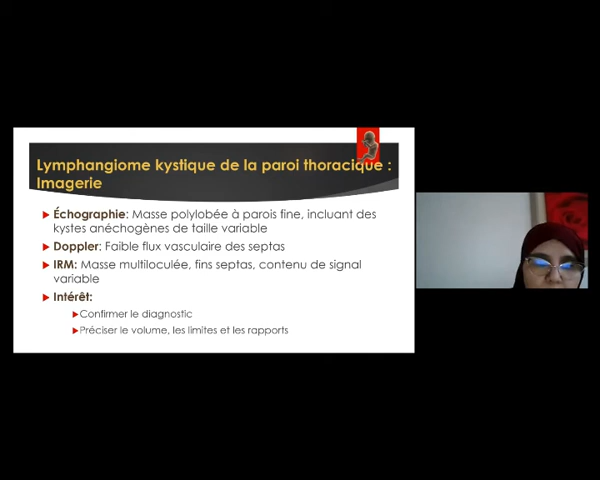 Lymphangiome kystique de la paroi thoracique :
Imagerie
Échographie: Masse polylobée à parois fine, incluant des
kystes anéchogènes de taille variable
Doppler: Faible flux vasculaire des septas
IRM: Masse multiloculée, fins septas, contenu de signal
variable
Intérêt:
Confirmer le diagnostic
Préciser le volume, les limites et les rapports